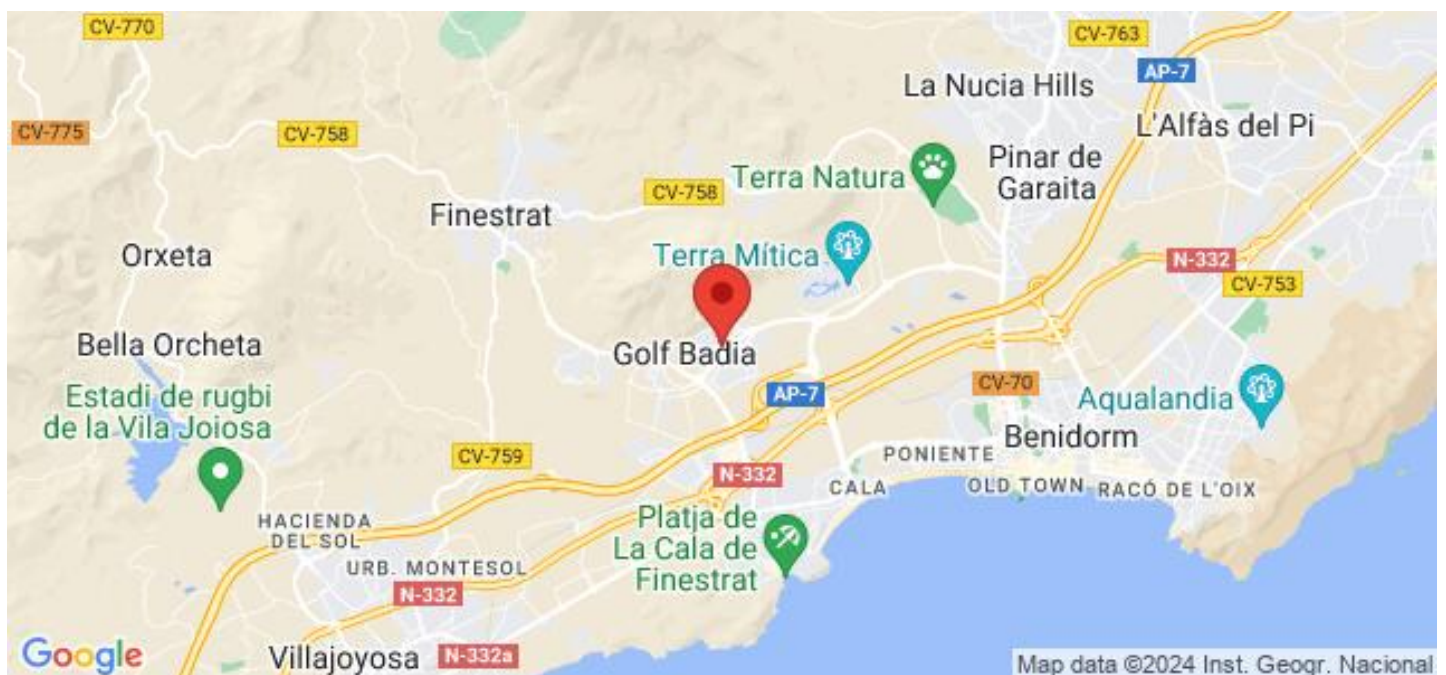 CV-770
CV-763
AP-7
La Nucia Hills
L'Alfàs del Pi
CV-775
CV-758
Pinar de
Garaita
Terra Natura
CV-758
Finestrat
Orxeta
Terra Mítica
N-332
CV-753
Bella Orcheta
Golf Badia
Estadi de rugbi
de la Vila Joiosa
AP-7
CV-70
Aqualandia
Benidorm
CV-759
PONIENTE
N-332
CALA
OLD TOWN
RACÓ DE L'OIX
HACIENDA
DEL SOL
Platja de
La Cala de
Finestrat
URB. MONTESOL
N-332
Google
Villajoyosa
N-332a
Map data ©2024 Inst. Geogr. Nacional